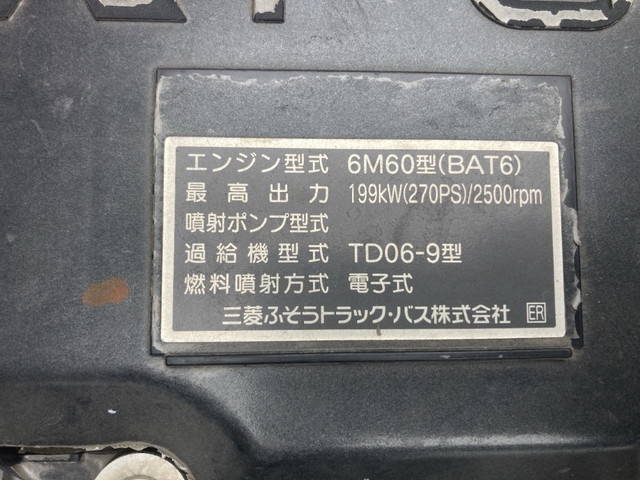 エンジン型式 6M60型(BAT6)
最高出力 199kW(270PS)/2500rpm
噴射ポンプ型式
過給機型式 TD06-9型
燃料噴射方式 電子式
三菱ふそうトラック・バス株式会社 ER